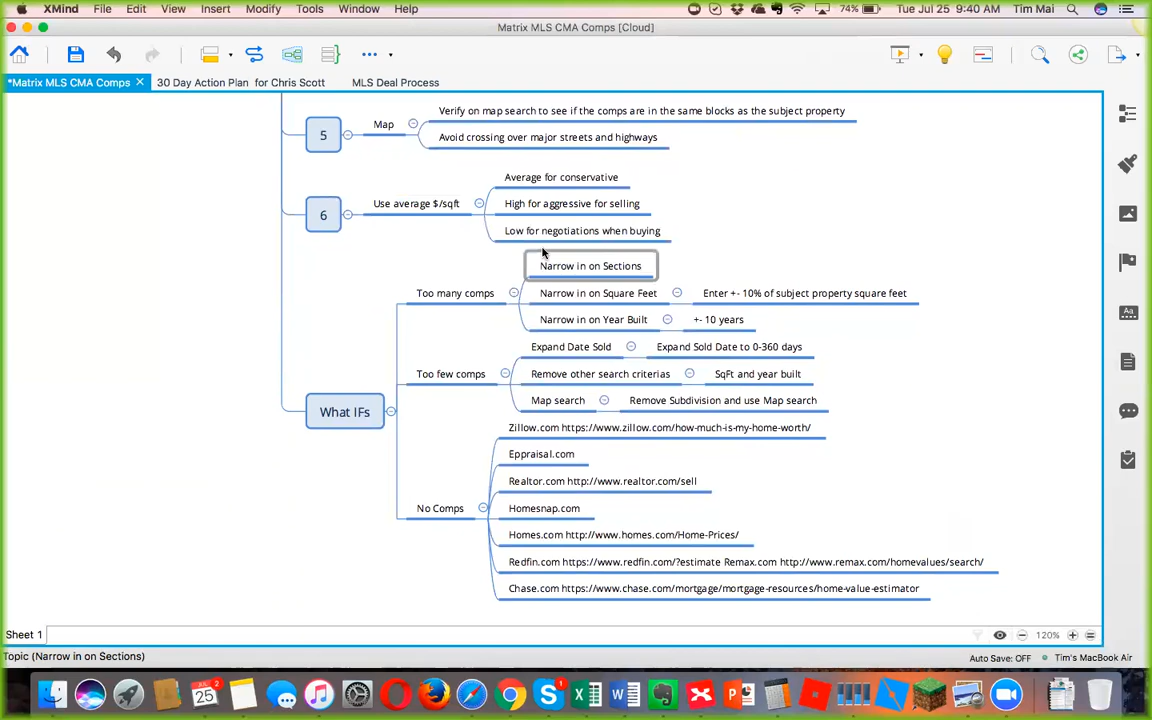 XMind File Edit View Insert Modify Tools Window Help 74% Tue Jul 25 9:40 AM Tim Mai
Matrix MLS CMA Comps [Cloud]
*Matrix MLS CMA Comps 30 Day Action Plan for Chris Scott MLS Deal Process
5 Map Verify on map search to see if the comps are in the same blocks as the subject property
Avoid crossing over major streets and highways
6 Use average $/sqft Average for conservative
High for aggressive for selling
Low for negotiations when buying
What IFs
Too many comps Narrow in on Sections
Narrow in on Square Feet Enter +- 10% of subject property square feet
Narrow in on Year Built +- 10 years
Too few comps Expand Date Sold Expand Sold Date to 0-360 days
Remove other search criterias SqFt and year built
Map search Remove Subdivision and use Map search
No Comps Zillow.com https://www.zillow.com/how-much-is-my-home-worth/
Eppraisal.com
Realtor.com http://www.realtor.com/sell
Homesnap.com
Homes.com http://www.homes.com/Home-Prices/
Redfin.com https://www.redfin.com/?estimate Remax.com http://www.remax.com/homevalues/search/
Chase.com https://www.chase.com/mortgage/mortgage-resources/home-value-estimator
Sheet 1 120%
Topic (Narrow in on Sections) Auto Save: OFF Tim's MacBook Air
JUL 25 2 1